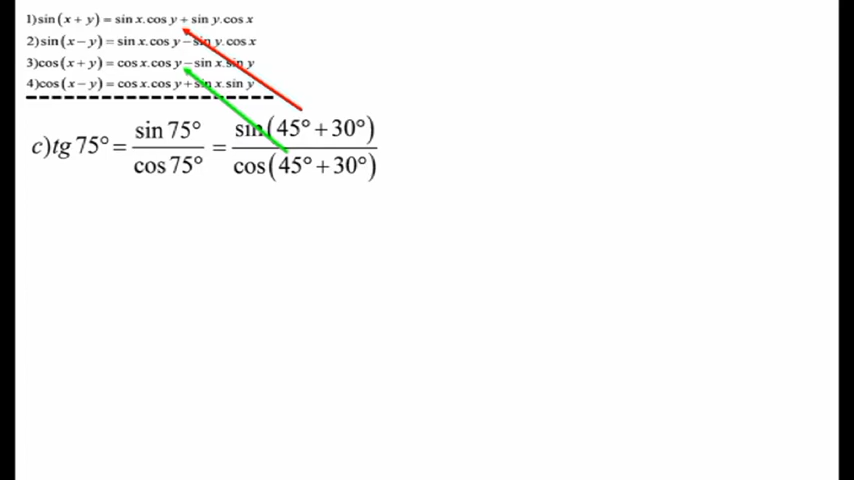 1)sin(x + y) = sin x.cos y + sin y.cos x
2)sin(x − y) = sin x.cos y − sin y.cos x
3)cos(x + y) = cos x.cos y − sin x.sin y
4)cos(x − y) = cos x.cos y + sin x.sin y
c)tg 75° = sin 75° / cos 75° = sin(45° + 30°) / cos(45° + 30°)